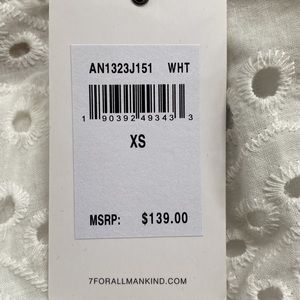 AN1323J151 WHT
1 90392 49343 3
XS
MSRP: $139.00
7FORALLMANKIND.COM